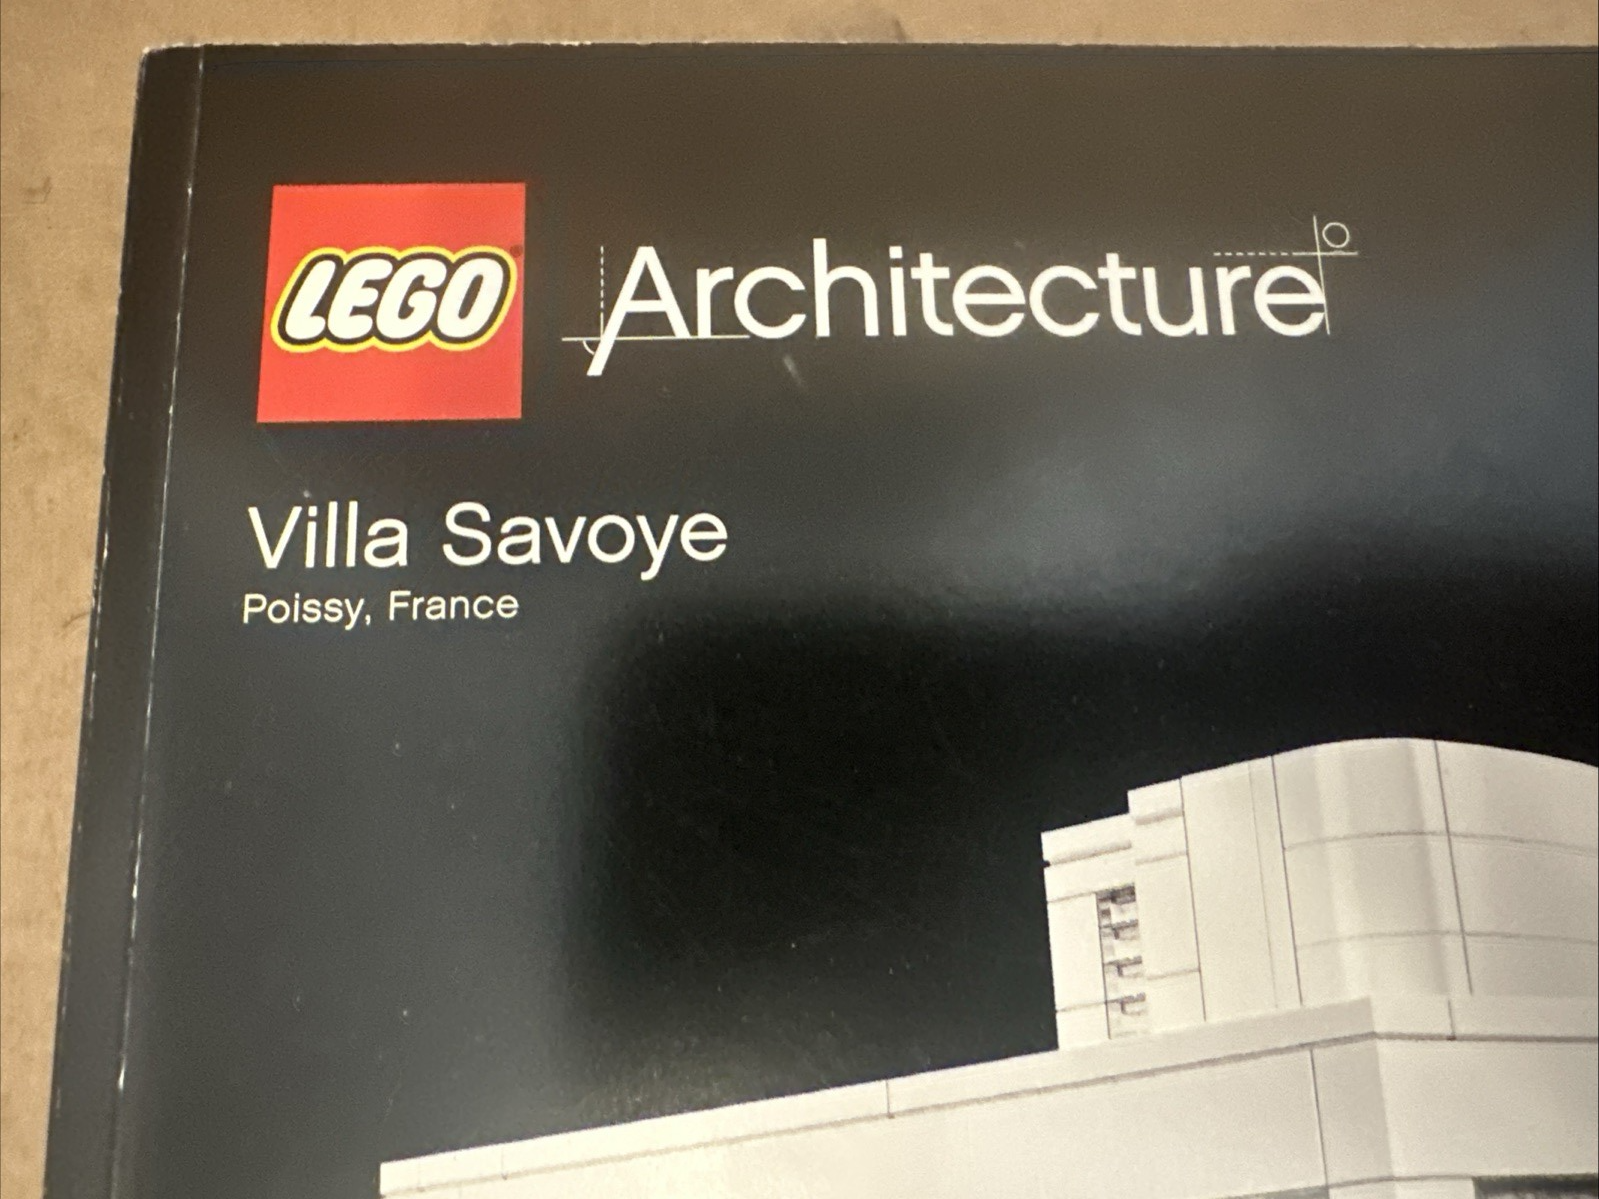 LEGO
Architecture
Villa Savoye
Poissy, France